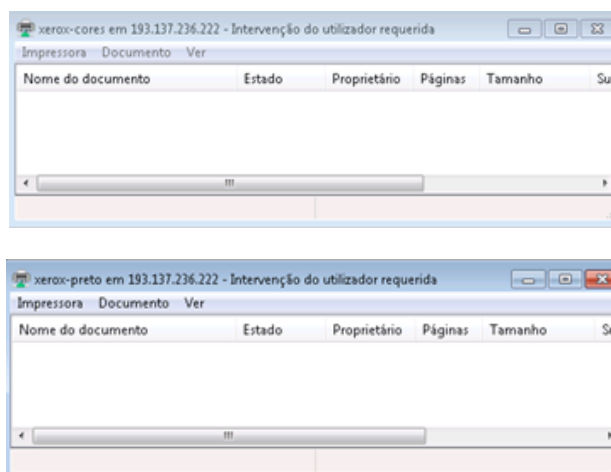 xerox-cores em 193.137.236.222 - Intervenção do utilizador requerida
Impressora Documento Ver
Nome do documento Estado Proprietário Páginas Tamanho Su
xerox-preto em 193.137.236.222 - Intervenção do utilizador requerida
Impressora Documento Ver
Nome do documento Estado Proprietário Páginas Tamanho Su